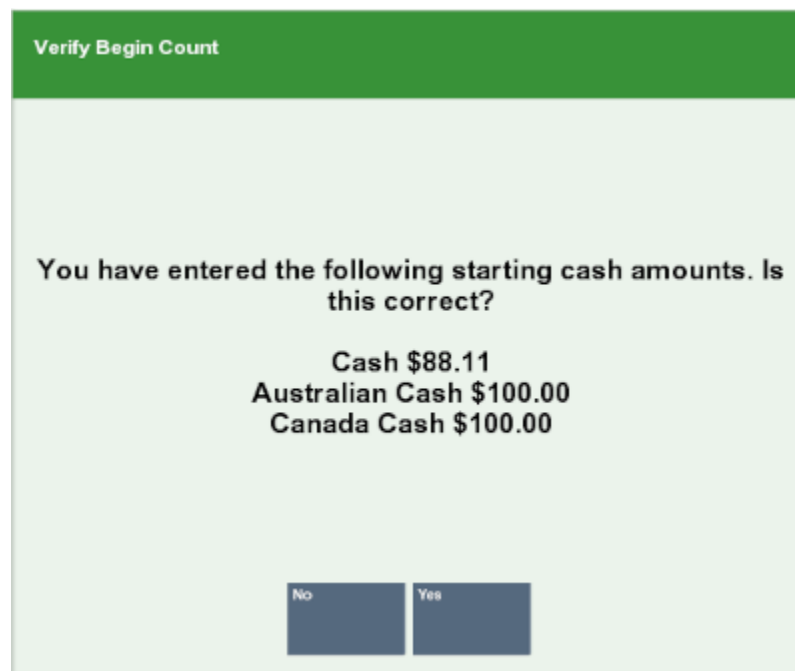 Verify Begin Count
You have entered the following starting cash amounts. Is
this correct?
Cash $88.11
Australian Cash $100.00
Canada Cash $100.00
No
Yes